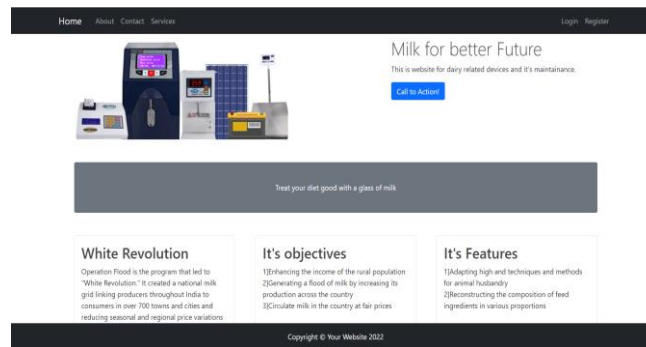 Home About Contact Services Login Register
Milk for better Future
This is website for dairy related devices and it's maintainance.
Call to Action!
Treat your diet good with a glass of milk
White Revolution
Operation Flood is the program that led to
"White Revolution." It created a national milk
grid linking producers throughout India to
consumers in over 700 towns and cities and
reducing seasonal and regional price variations
It's objectives
1]Enhancing the income of the rural population
2]Generating a flood of milk by increasing its
production across the country
3]Circulate milk in the country at fair prices
It's Features
1]Adapting high and techniques and methods
for animal husbandry
2]Reconstructing the composition of feed
ingredients in various proportions
Copyright © Your Website 2022